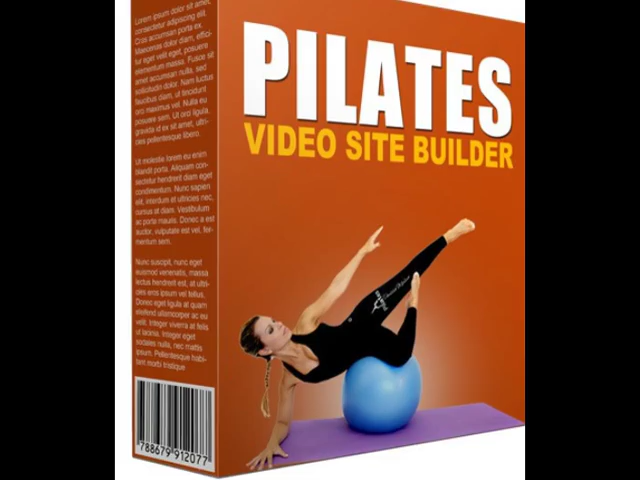 Lorem ipsum dolor sit amet,
consectetur adipiscing elit.
Cras accumsan porta ex.
Maecenas dolor diam, effici-
tur eget velit eget, posuere
elementum massa. Fusce sit
amet accumsan nulla, sed
sollicitudin dolor. Nam luctus
faucibus diam, ut tincidunt
orci maximus vel. Nulla eu
posuere sem. Ut orci ligula,
gravida id ex sit amet, ultri-
cies pellentesque libero.
Ut molestie lorem eu enim
blandit porta. Aliquam con-
sectetur hendrerit diam eget
condimentum. Nunc sapien
elit, interdum at ultricies nec,
cursus at diam. Vestibulum
ac porte mauris. Donec a est
auctor, vulputate est vel, fer-
mentum sem.
Nunc suscipit, nunc eget
euismod venenatis, massa
lectus hendrerit est, at ultri-
cies eros ipsum vel tellus.
Donec eget ligula at quam
eleifend ullamcorper ac eu
velit. Integer viverra at felis
ut lacinia. Integer eget
sodales nulla, nec mattis
ipsum. Pellentesque habi-
tant morbi tristique
788679 912077
PILATES
VIDEO SITE BUILDER